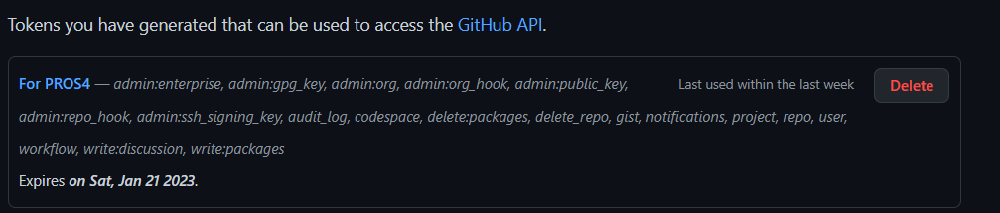 Tokens you have generated that can be used to access the GitHub API.
For PROS4 — admin:enterprise, admin:gpg_key, admin:org, admin:org_hook, admin:public_key, Last used within the last week Delete
admin:repo_hook, admin:ssh_signing_key, audit_log, codespace, delete:packages, delete_repo, gist, notifications, project, repo, user,
workflow, write:discussion, write:packages
Expires on Sat, Jan 21 2023.